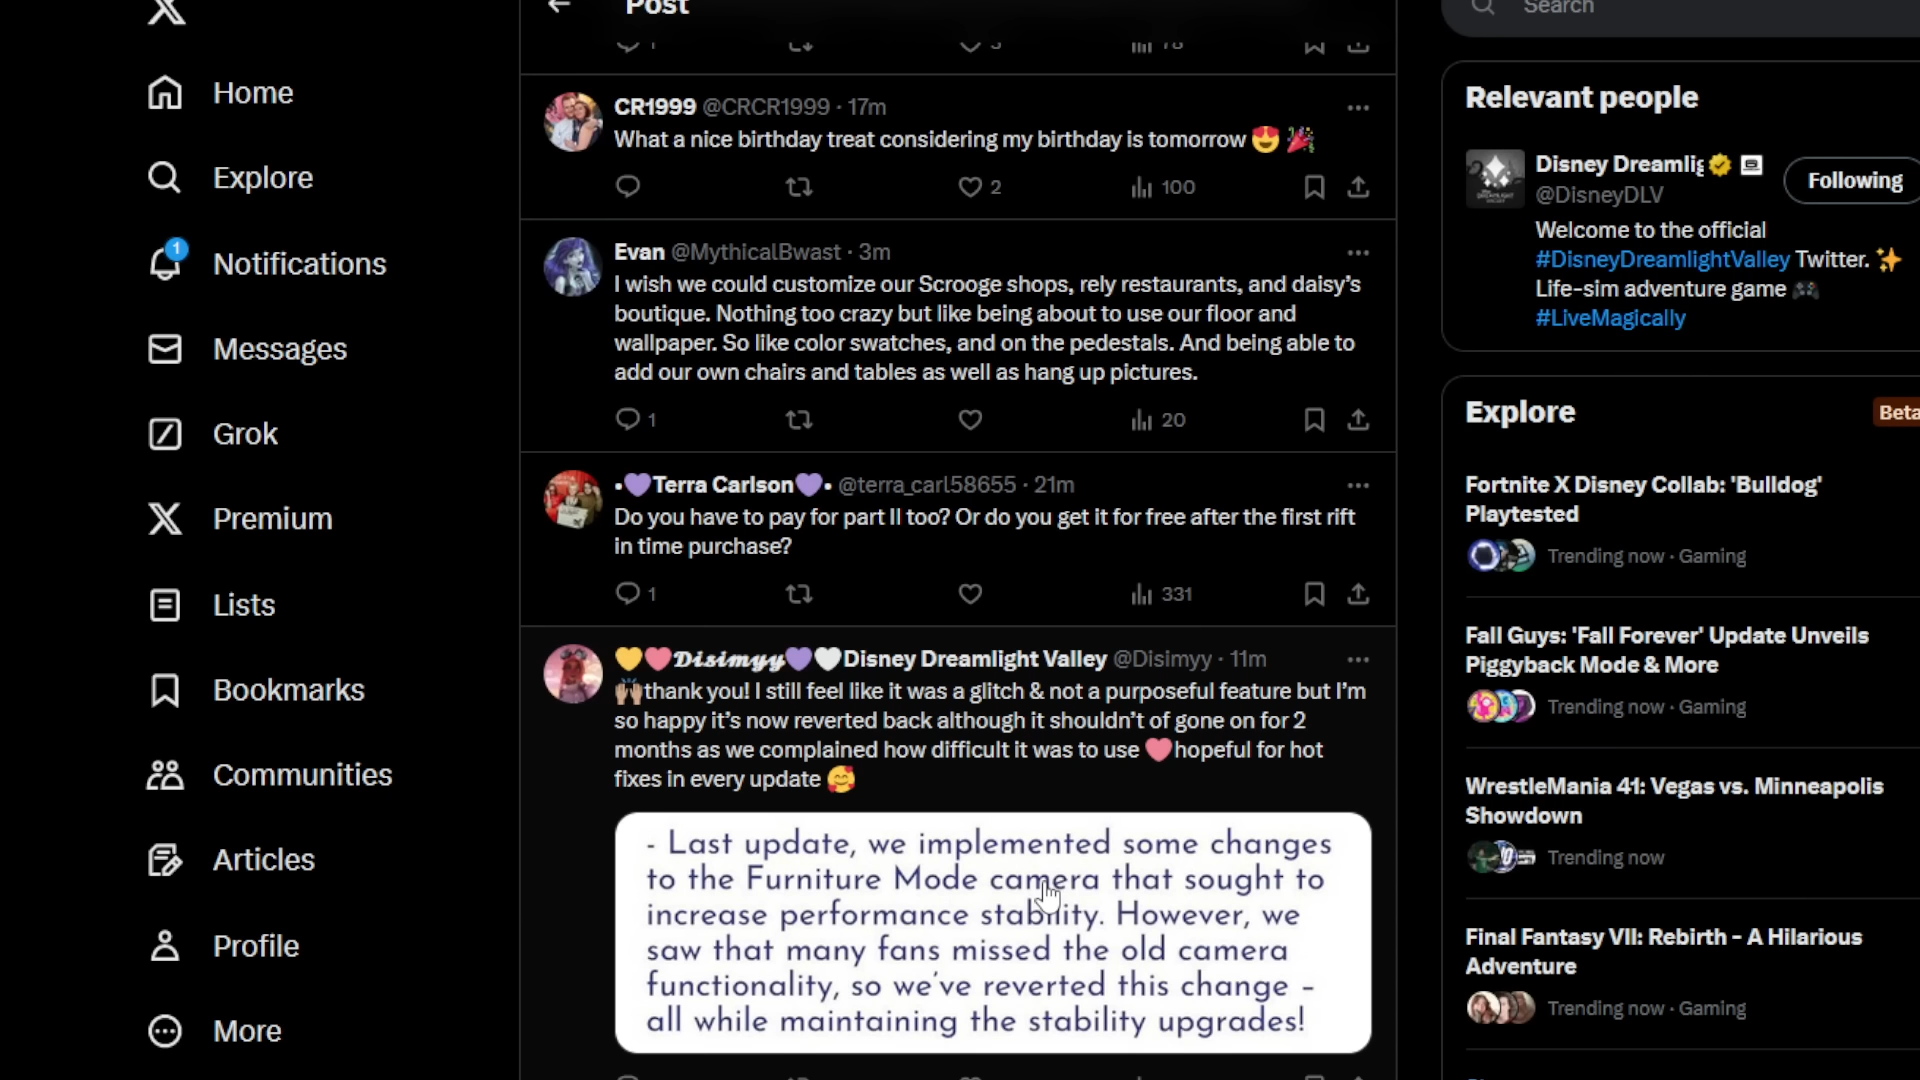 Post
Search
Home
Explore
1
Notifications
Messages
Grok
Premium
Lists
Bookmarks
Communities
Articles
Profile
More
CR1999 @CRCR1999 · 17m
What a nice birthday treat considering my birthday is tomorrow 😍 🎉
2
100
Evan @MythicalBwast · 3m
I wish we could customize our Scrooge shops, rely restaurants, and daisy's
boutique. Nothing too crazy but like being about to use our floor and
wallpaper. So like color swatches, and on the pedestals. And being able to
add our own chairs and tables as well as hang up pictures.
1
20
•💜Terra Carlson💜• @terra_carl58655 · 21m
Do you have to pay for part II too? Or do you get it for free after the first rift
in time purchase?
1
331
💛🩷𝓓𝓲𝓼𝓲𝓶𝔂𝔂💜🤍Disney Dreamlight Valley @Disimyy · 11m
🙌🏽thank you! I still feel like it was a glitch & not a purposeful feature but I'm
so happy it's now reverted back although it shouldn't of gone on for 2
months as we complained how difficult it was to use 🩷hopeful for hot
fixes in every update 🥰
- Last update, we implemented some changes
to the Furniture Mode camera that sought to
increase performance stability. However, we
saw that many fans missed the old camera
functionality, so we've reverted this change –
all while maintaining the stability upgrades!
Relevant people
Disney Dreamlig
@DisneyDLV
Following
Welcome to the official
#DisneyDreamlightValley Twitter. ✨
Life-sim adventure game 🎮
#LiveMagically
Explore
Beta
Fortnite X Disney Collab: 'Bulldog'
Playtested
Trending now · Gaming
Fall Guys: 'Fall Forever' Update Unveils
Piggyback Mode & More
Trending now · Gaming
WrestleMania 41: Vegas vs. Minneapolis
Showdown
Trending now
Final Fantasy VII: Rebirth – A Hilarious
Adventure
Trending now · Gaming